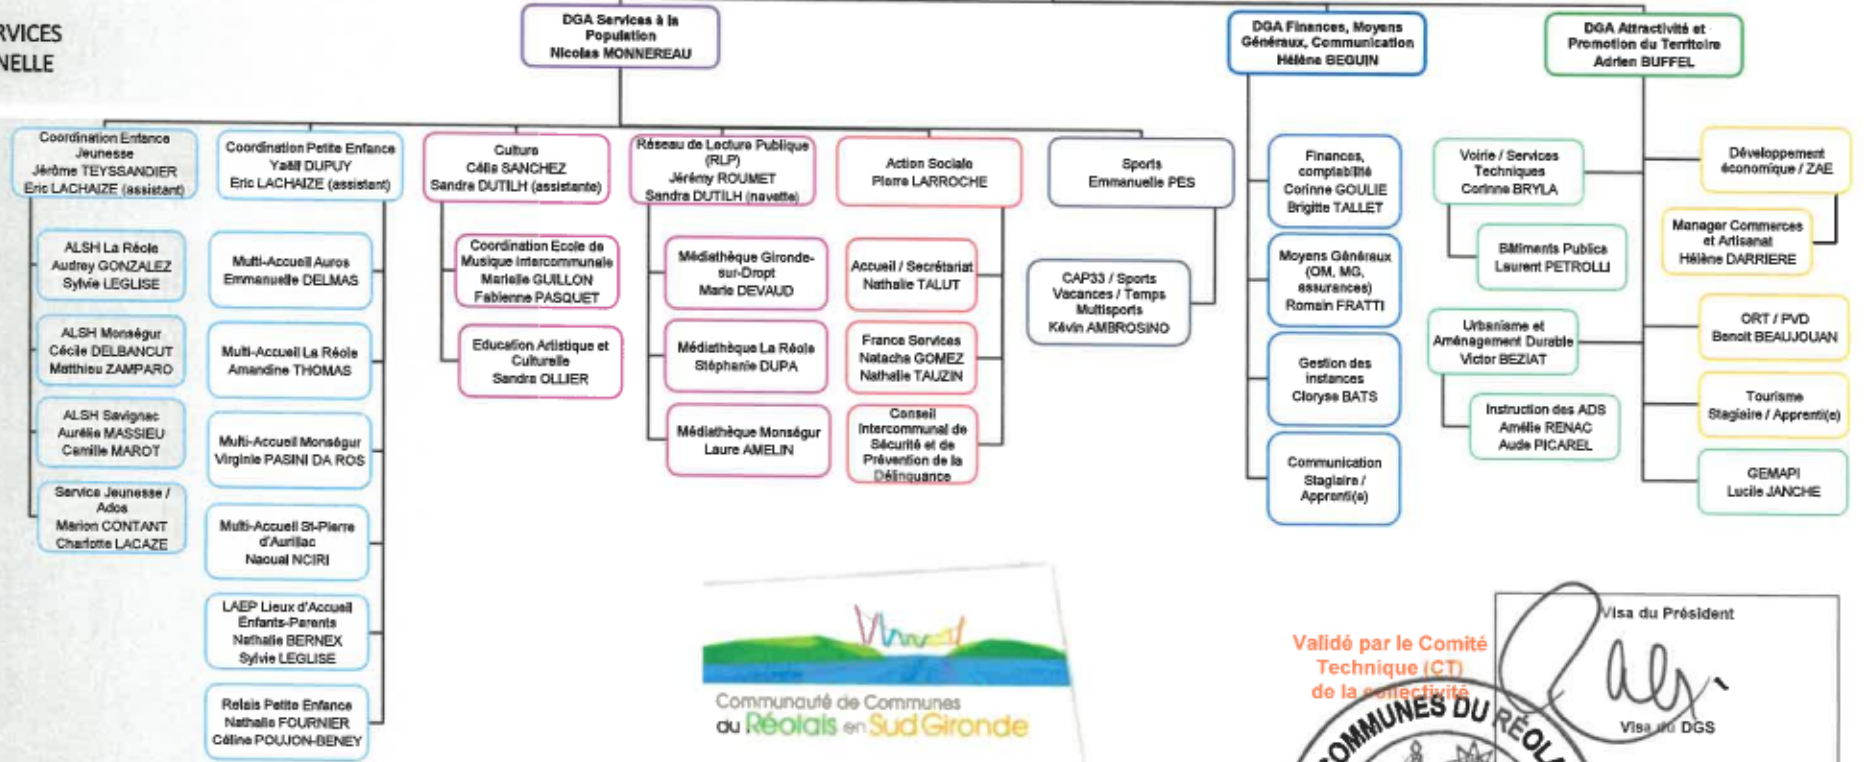 RVICES
NELLE
DGA Services à la
Population
Nicolas MONNEREAU
DGA Finances, Moyens
Généraux, Communication
Hélène BEGUIN
DGA Attractivité et
Promotion du Territoire
Adrien BUFFEL
Coordination Enfance
Jeunesse
Jérôme TEYSSANDIER
Eric LACHAIZE (assistant)
ALSH La Réole
Audrey GONZALEZ
Sylvie LEGLISE
ALSH Monségur
Cécile DELBANCUT
Matthieu ZAMPARO
ALSH Savignac
Aurélie MASSIEU
Camille MAROT
Service Jeunesse /
Ados
Marion CONTANT
Charlotte LACAZE
Coordination Petite Enfance
Yaëll DUPUY
Eric LACHAIZE (assistant)
Multi-Accueil Auros
Emmanuelle DELMAS
Multi-Accueil La Réole
Amandine THOMAS
Multi-Accueil Monségur
Virginie PASINI DA ROS
Multi-Accueil St-Pierre
d'Aurillac
Naoual NCIRI
LAEP Lieux d'Accueil
Enfants-Parents
Nathalie BERNEX
Sylvie LEGLISE
Relais Petite Enfance
Nathalie FOURNIER
Céline POUJON-BENEY
Culture
Célia SANCHEZ
Sandra DUTILH (assistante)
Coordination Ecole de
Musique Intercommunale
Marielle GUILLON
Fabienne PASQUET
Education Artistique et
Culturelle
Sandra OLLIER
Réseau de Lecture Publique
(RLP)
Jérémy ROUMET
Sandra DUTILH (navette)
Médiathèque Gironde-
sur-Dropt
Marie DEVAUD
Médiathèque La Réole
Stéphanie DUPA
Médiathèque Monségur
Laure AMELIN
Action Sociale
Pierre LARROCHE
Accueil / Secrétariat
Nathalie TALUT
France Services
Natacha GOMEZ
Nathalie TAUZIN
Conseil
Intercommunal de
Sécurité et de
Prévention de la
Délinquance
Sports
Emmanuelle PES
CAP33 / Sports
Vacances / Temps
Multisports
Kévin AMBROSINO
Finances,
comptabilité
Corinne GOULIE
Brigitte TALLET
Moyens Généraux
(OM, MG,
assurances)
Romain FRATTI
Gestion des
instances
Cloryse BATS
Communication
Stagiaire /
Apprenti(e)
Voirie / Services
Techniques
Corinne BRYLA
Bâtiments Publics
Laurent PETROLLI
Urbanisme et
Aménagement Durable
Victor BEZIAT
Instruction des ADS
Amélie RENAC
Aude PICAREL
Développement
économique / ZAE
Manager Commerces
et Artisanat
Hélène DARRIERE
ORT / PVD
Benoit BEAUJOUAN
Tourisme
Stagiaire / Apprenti(e)
GEMAPI
Lucile JANCHE
Communauté de Communes
du Réolais en Sud Gironde
Validé par le Comité
Technique (CT)
de la collectivité
Visa du Président
Visa du DGS
COMMUNES DU RÉOLA